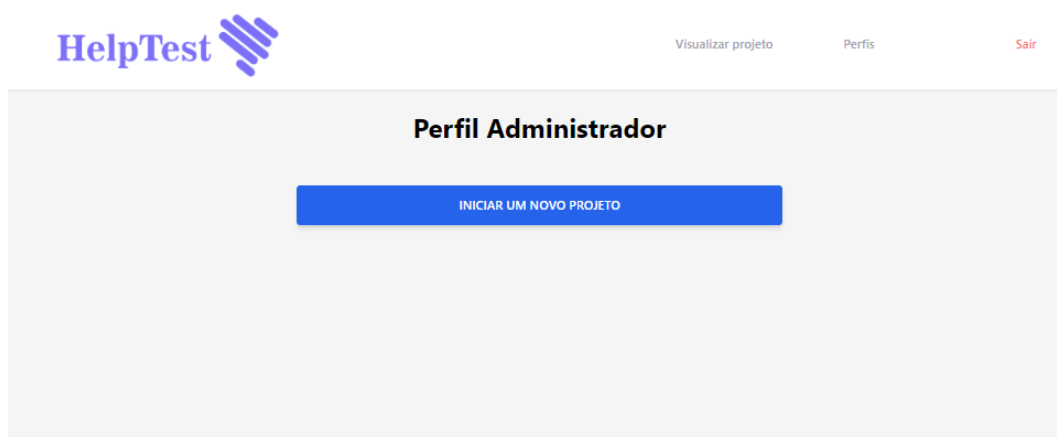 HelpTest
Visualizar projeto Perfis Sair
Perfil Administrador
INICIAR UM NOVO PROJETO